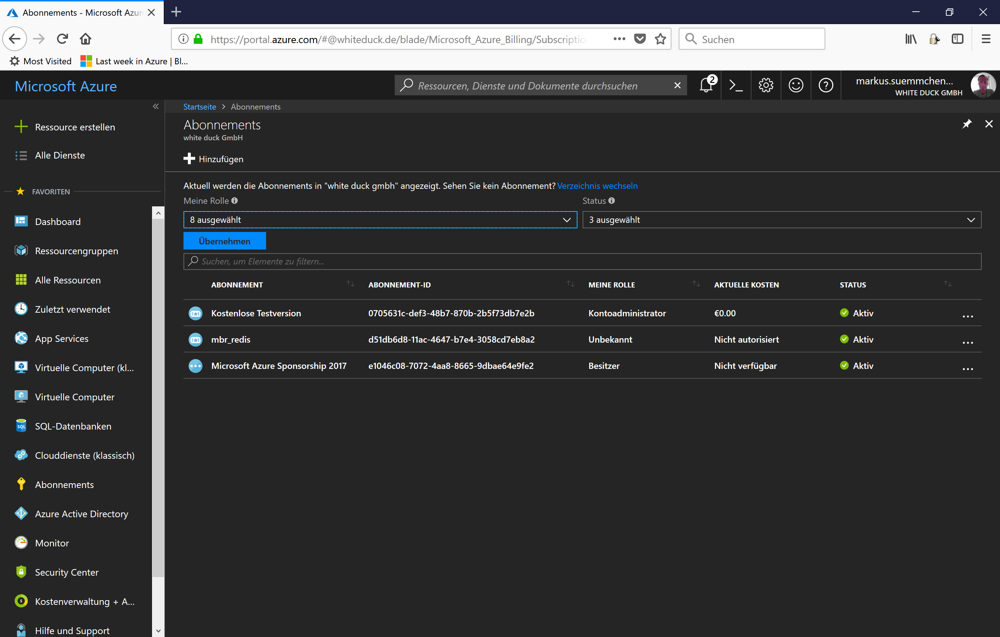 Abonnements - Microsoft Azur
https://portal.azure.com/#@whiteduck.de/blade/Microsoft_Azure_Billing/Subscriptio
Suchen
Most Visited
Last week in Azure | Bl...
Microsoft Azure
Ressourcen, Dienste und Dokumente durchsuchen
2
markus.suemmchen...
WHITE DUCK GMBH
Startseite > Abonnements
Abonnements
white duck GmbH
Hinzufügen
Ressource erstellen
Alle Dienste
FAVORITEN
Dashboard
Ressourcengruppen
Alle Ressourcen
Zuletzt verwendet
App Services
Virtuelle Computer (kl...
Virtuelle Computer
SQL
SQL-Datenbanken
Clouddienste (klassisch)
Abonnements
Azure Active Directory
Monitor
Security Center
Kostenverwaltung + A...
Hilfe und Support
Aktuell werden die Abonnements in "white duck gmbh" angezeigt. Sehen Sie kein Abonnement? Verzeichnis wechseln
Meine Rolle
Status
8 ausgewählt
3 ausgewählt
Übernehmen
Suchen, um Elemente zu filtern...
ABONNEMENT ABONNEMENT-ID MEINE ROLLE AKTUELLE KOSTEN STATUS
Kostenlose Testversion 0705631c-def3-48b7-870b-2b5f73db7e2b Kontoadministrator €0.00 Aktiv ...
mbr_redis d51db6d8-11ac-4647-b7e4-3058cd7eb8a2 Unbekannt Nicht autorisiert Aktiv ...
Microsoft Azure Sponsorship 2017 e1046c08-7072-4aa8-8665-9dbae64e9fe2 Besitzer Nicht verfügbar Aktiv ...